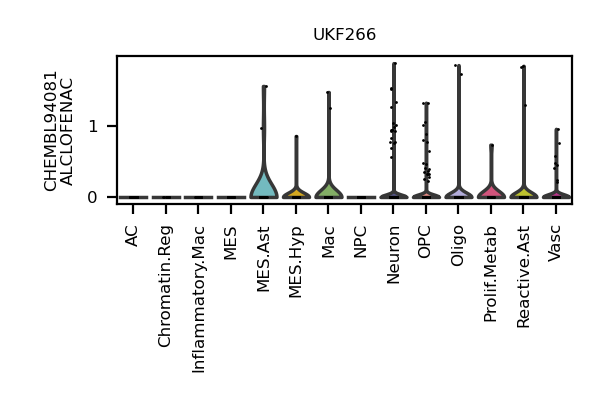 UKF266
CHEMBL94081
ALCLOFENAC
1
0
AC
Chromatin.Reg
Inflammatory.Mac
MES
MES.Ast
MES.Hyp
Mac
NPC
Neuron
OPC
Oligo
Prolif.Metab
Reactive.Ast
Vasc